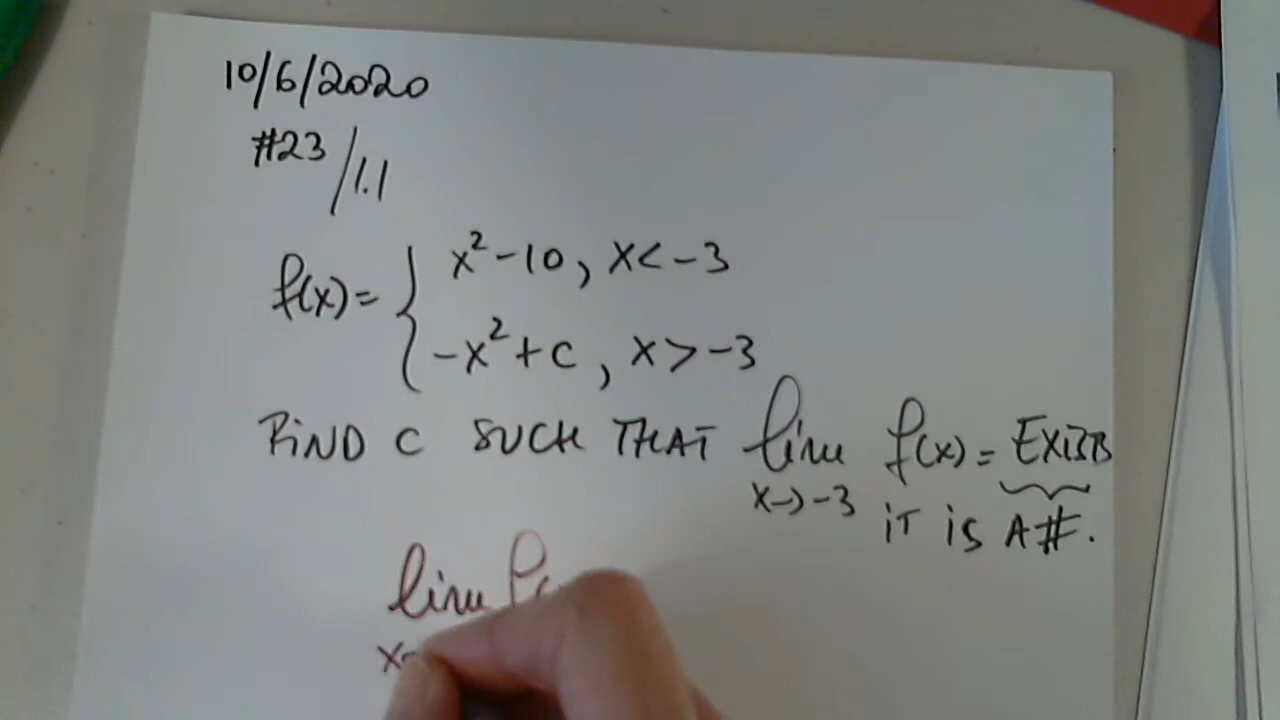 10/6/2020
#23/1.1
f(x)= { x²-10, x<-3
-x²+c, x>-3
FIND C SUCH THAT lim f(x)= EXISTS
x→-3 IT IS A#.
lim f(
x